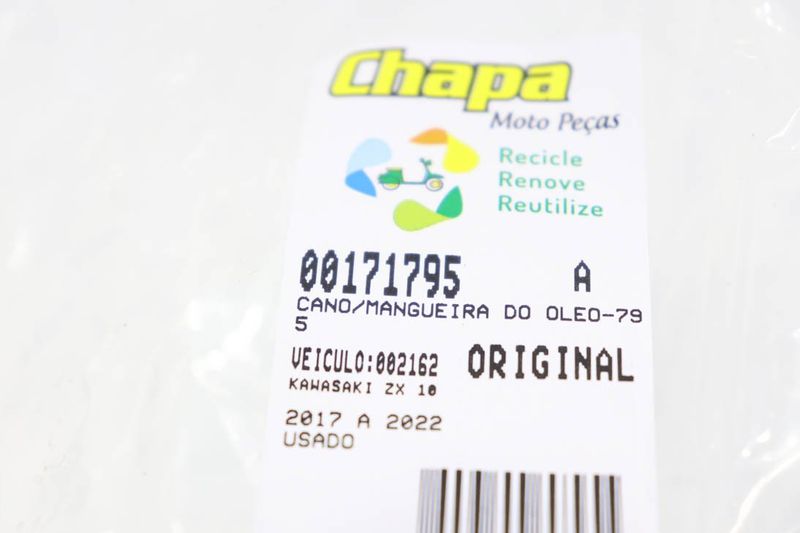 Chapa
Moto Peças
Recicle
Renove
Reutilize
00171795 A
CANO/MANGUEIRA DO OLEO-79
5
VEICULO:002162 ORIGINAL
KAWASAKI ZX 10
2017 A 2022
USADO